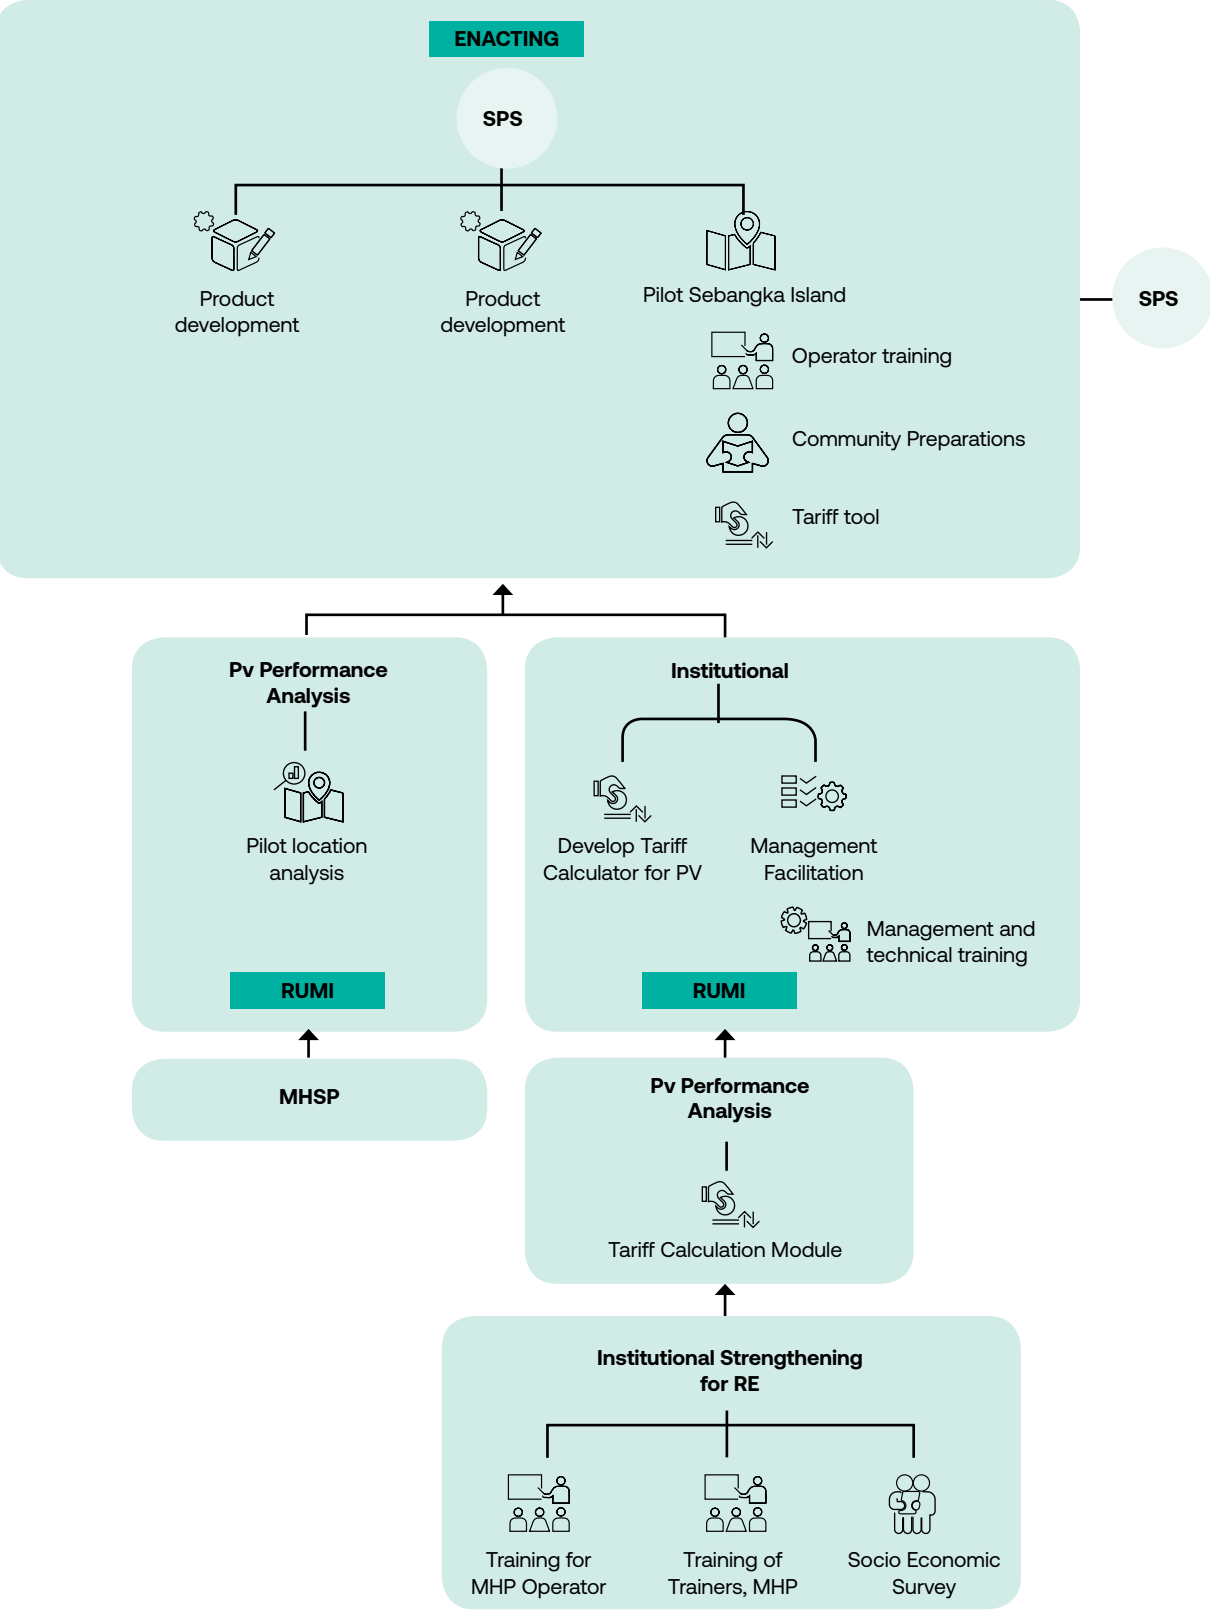 ENACTING
SPS
Product
development
Product
development
Pilot Sebangka Island
Operator training
Community Preparations
Tariff tool
SPS
Pv Performance
Analysis
Pilot location
analysis
RUMI
MHSP
Institutional
Develop Tariff
Calculator for PV
Management
Facilitation
Management and
technical training
RUMI
Pv Performance
Analysis
Tariff Calculation Module
Institutional Strengthening
for RE
Training for
MHP Operator
Training of
Trainers, MHP
Socio Economic
Survey